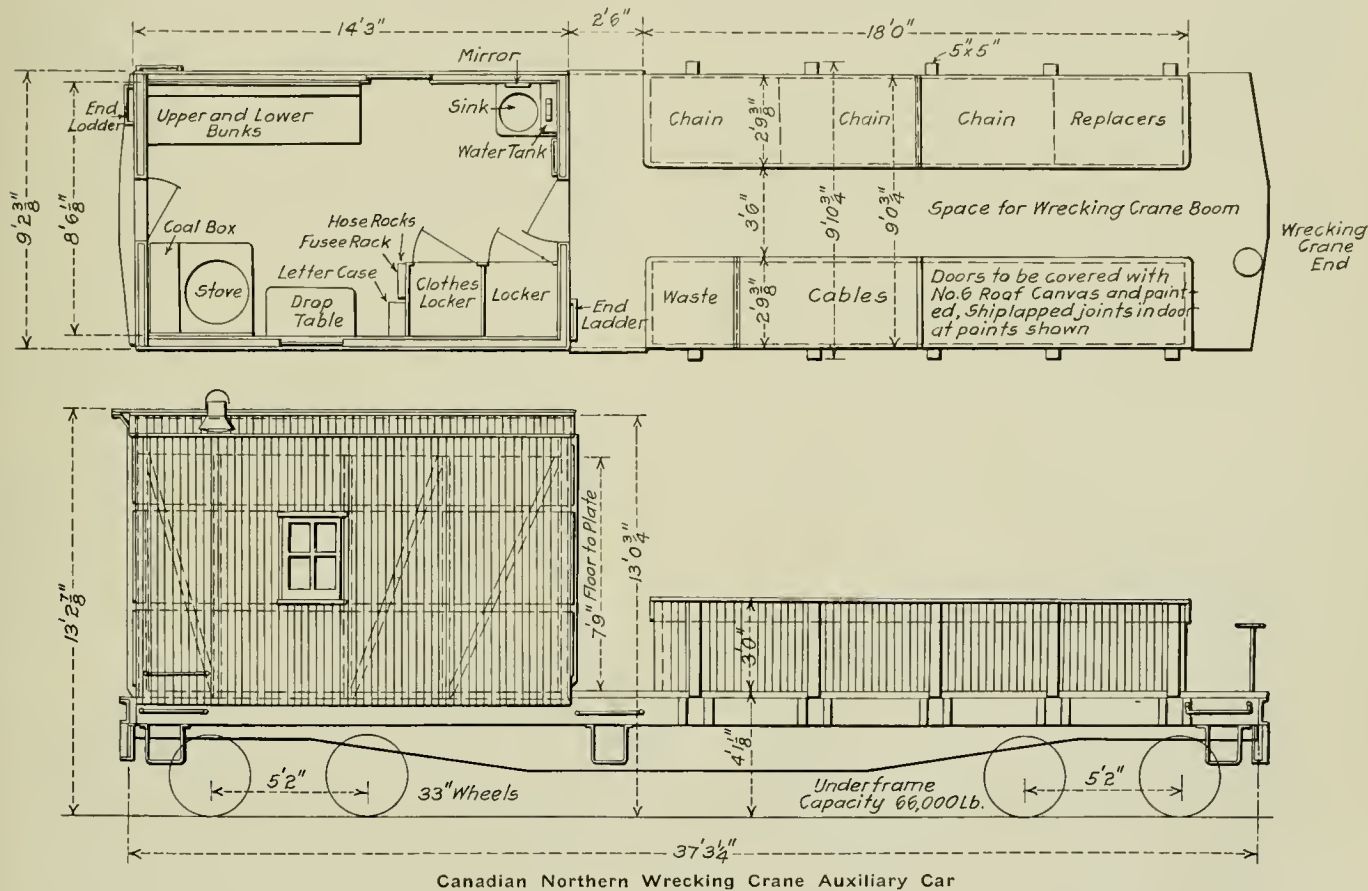 14'3"
2'6"
18'0"
5"x5"
Mirror
End
Ladder
Upper and Lower
Bunks
Sink
Water Tank
Chain
Chain
Chain
Replacers
2'9 3/8"
9'2 3/8"
8'6 1/8"
3'6"
9'10 3/4"
9'0 3/4"
Space for Wrecking Crane Boom
Wrecking
Crane
End
Coal Box
Hose Racks
Fusee Rack
Letter Case
Stove
Drop
Table
Clothes
Locker
Locker
End
Ladder
Waste
Cables
2'9 3/8"
Doors to be covered with
No.6 Roof Canvas and paint-
ed, Shiplapped joints in door
at points shown
13'2 7/8"
7'9" Floor to Plate
13'0 3/4"
3'0"
4'1 1/8"
5'2"
33" Wheels
Underframe
Capacity 66,000 Lb.
5'2"
37'3 1/4"
Canadian Northern Wrecking Crane Auxiliary Car